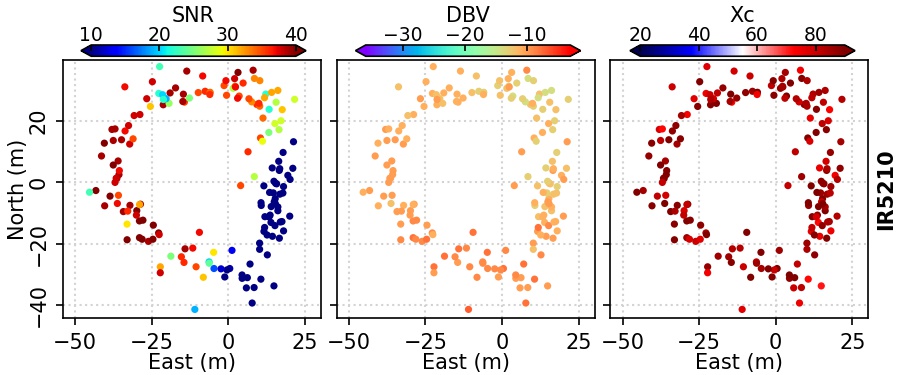 SNR DBV Xc
10 20 30 40 −30 −20 −10 20 40 60 80
North (m)
20
0
−20
−40
IR5210
−50 −25 0 25 −50 −25 0 25 −50 −25 0 25
East (m) East (m) East (m)